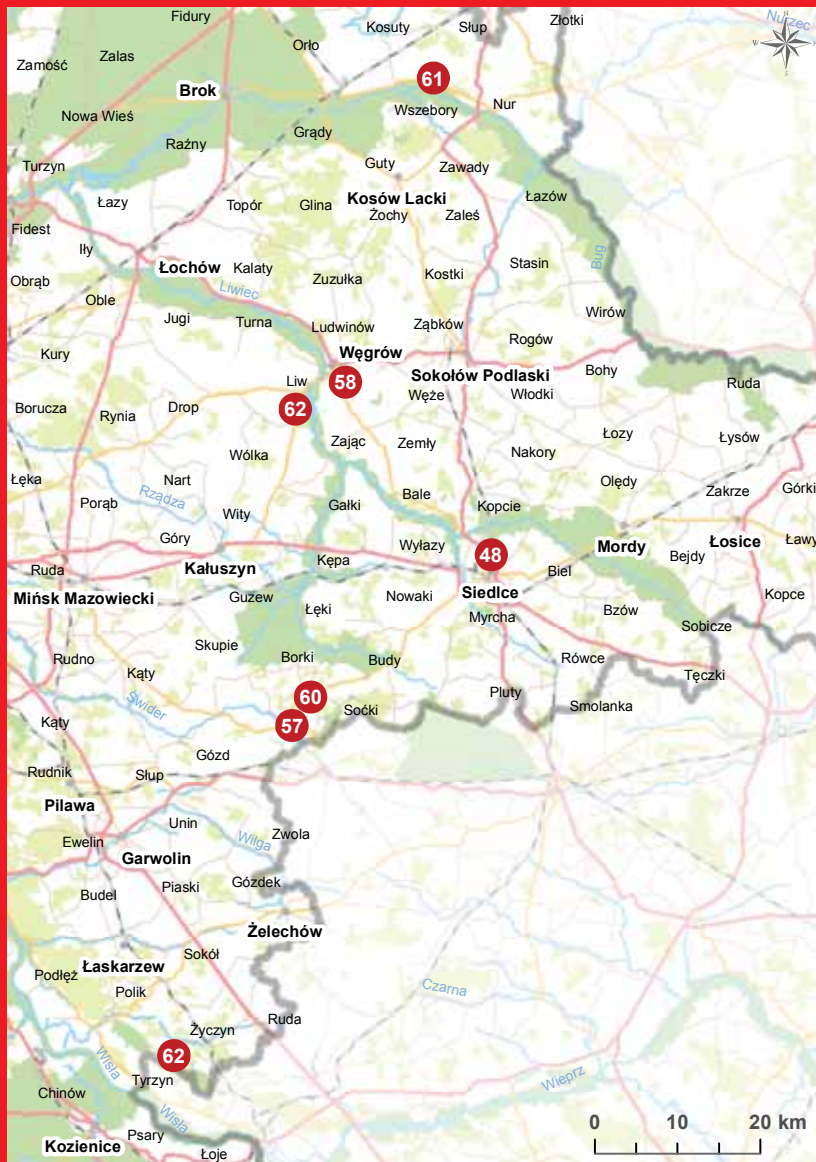 Fidury
Kosuty
Słup
Złotki
Nurzec
N
W
E
S
Orło
Zalas
Zamość
61
Brok
Wszebory
Nur
Nowa Wieś
Grądy
Raźny
Turzyn
Guty
Zawady
Łazy
Topór
Glina
Kosów Lacki
Żochy
Zaleś
Łazów
Fidest
Iły
Bug
Łochów
Kalaty
Zuzułka
Kostki
Stasin
Obrąb
Oble
Liwiec
Jugi
Turna
Ludwinów
Ząbków
Rogów
Wirów
Kury
Węgrów
Sokołów Podlaski
Bohy
Ruda
Liw
58
Węże
Włodki
62
Borucza
Rynia
Drop
Zając
Zemły
Łozy
Łysów
Wólka
Nakory
Łęka
Nart
Olędy
Porąb
Rządza
Bale
Zakrze
Górki
Wity
Gałki
Kopcie
Góry
Wyłazy
48
Mordy
Łosice
Ławy
Kałuszyn
Kępa
Biel
Bejdy
Ruda
Mińsk Mazowiecki
Guzew
Nowaki
Siedlce
Kopce
Łęki
Myrcha
Bzów
Sobicze
Skupie
Rudno
Borki
Budy
Rówce
Kąty
Tęczki
60
Pluty
Świder
Soćki
Smolanka
Kąty
57
Gózd
Rudnik
Słup
Pilawa
Unin
Zwola
Ewelin
Wilga
Garwolin
Budel
Piaski
Gózdek
Żelechów
Sokół
Łaskarzew
Podłęż
Polik
Czarna
Życzyn
Ruda
62
Wisła
Tyrzyn
Wieprz
Chinów
Wisła
Psary
Kozienice
Łoje
0 10 20 km